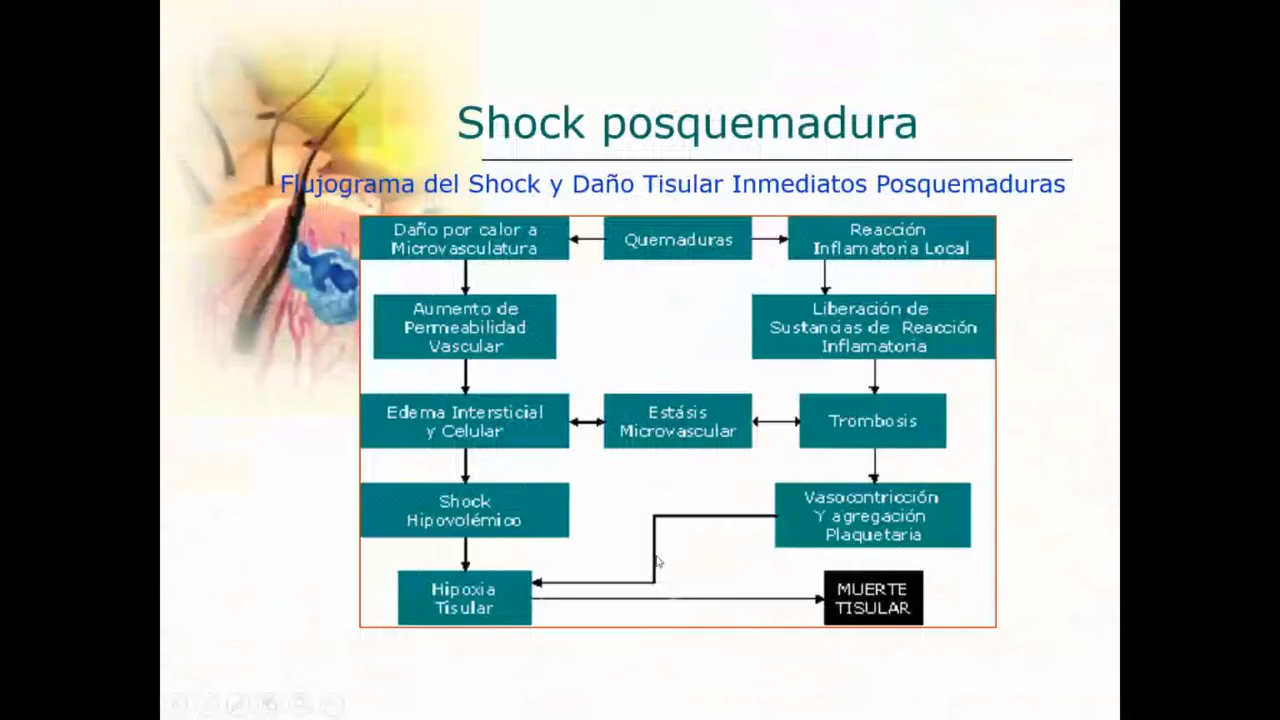 Shock posquemadura
Flujograma del Shock y Daño Tisular Inmediatos Posquemaduras
Daño por calor a
Microvasculatura
Quemaduras
Reacción
Inflamatoria Local
Aumento de
Permeabilidad
Vascular
Liberación de
Sustancias de Reacción
Inflamatoria
Edema Intersticial
y Celular
Estásis
Microvascular
Trombosis
Shock
Hipovolémico
Vasocontricción
Y agregación
Plaquetaria
Hipoxia
Tisular
MUERTE
TISULAR